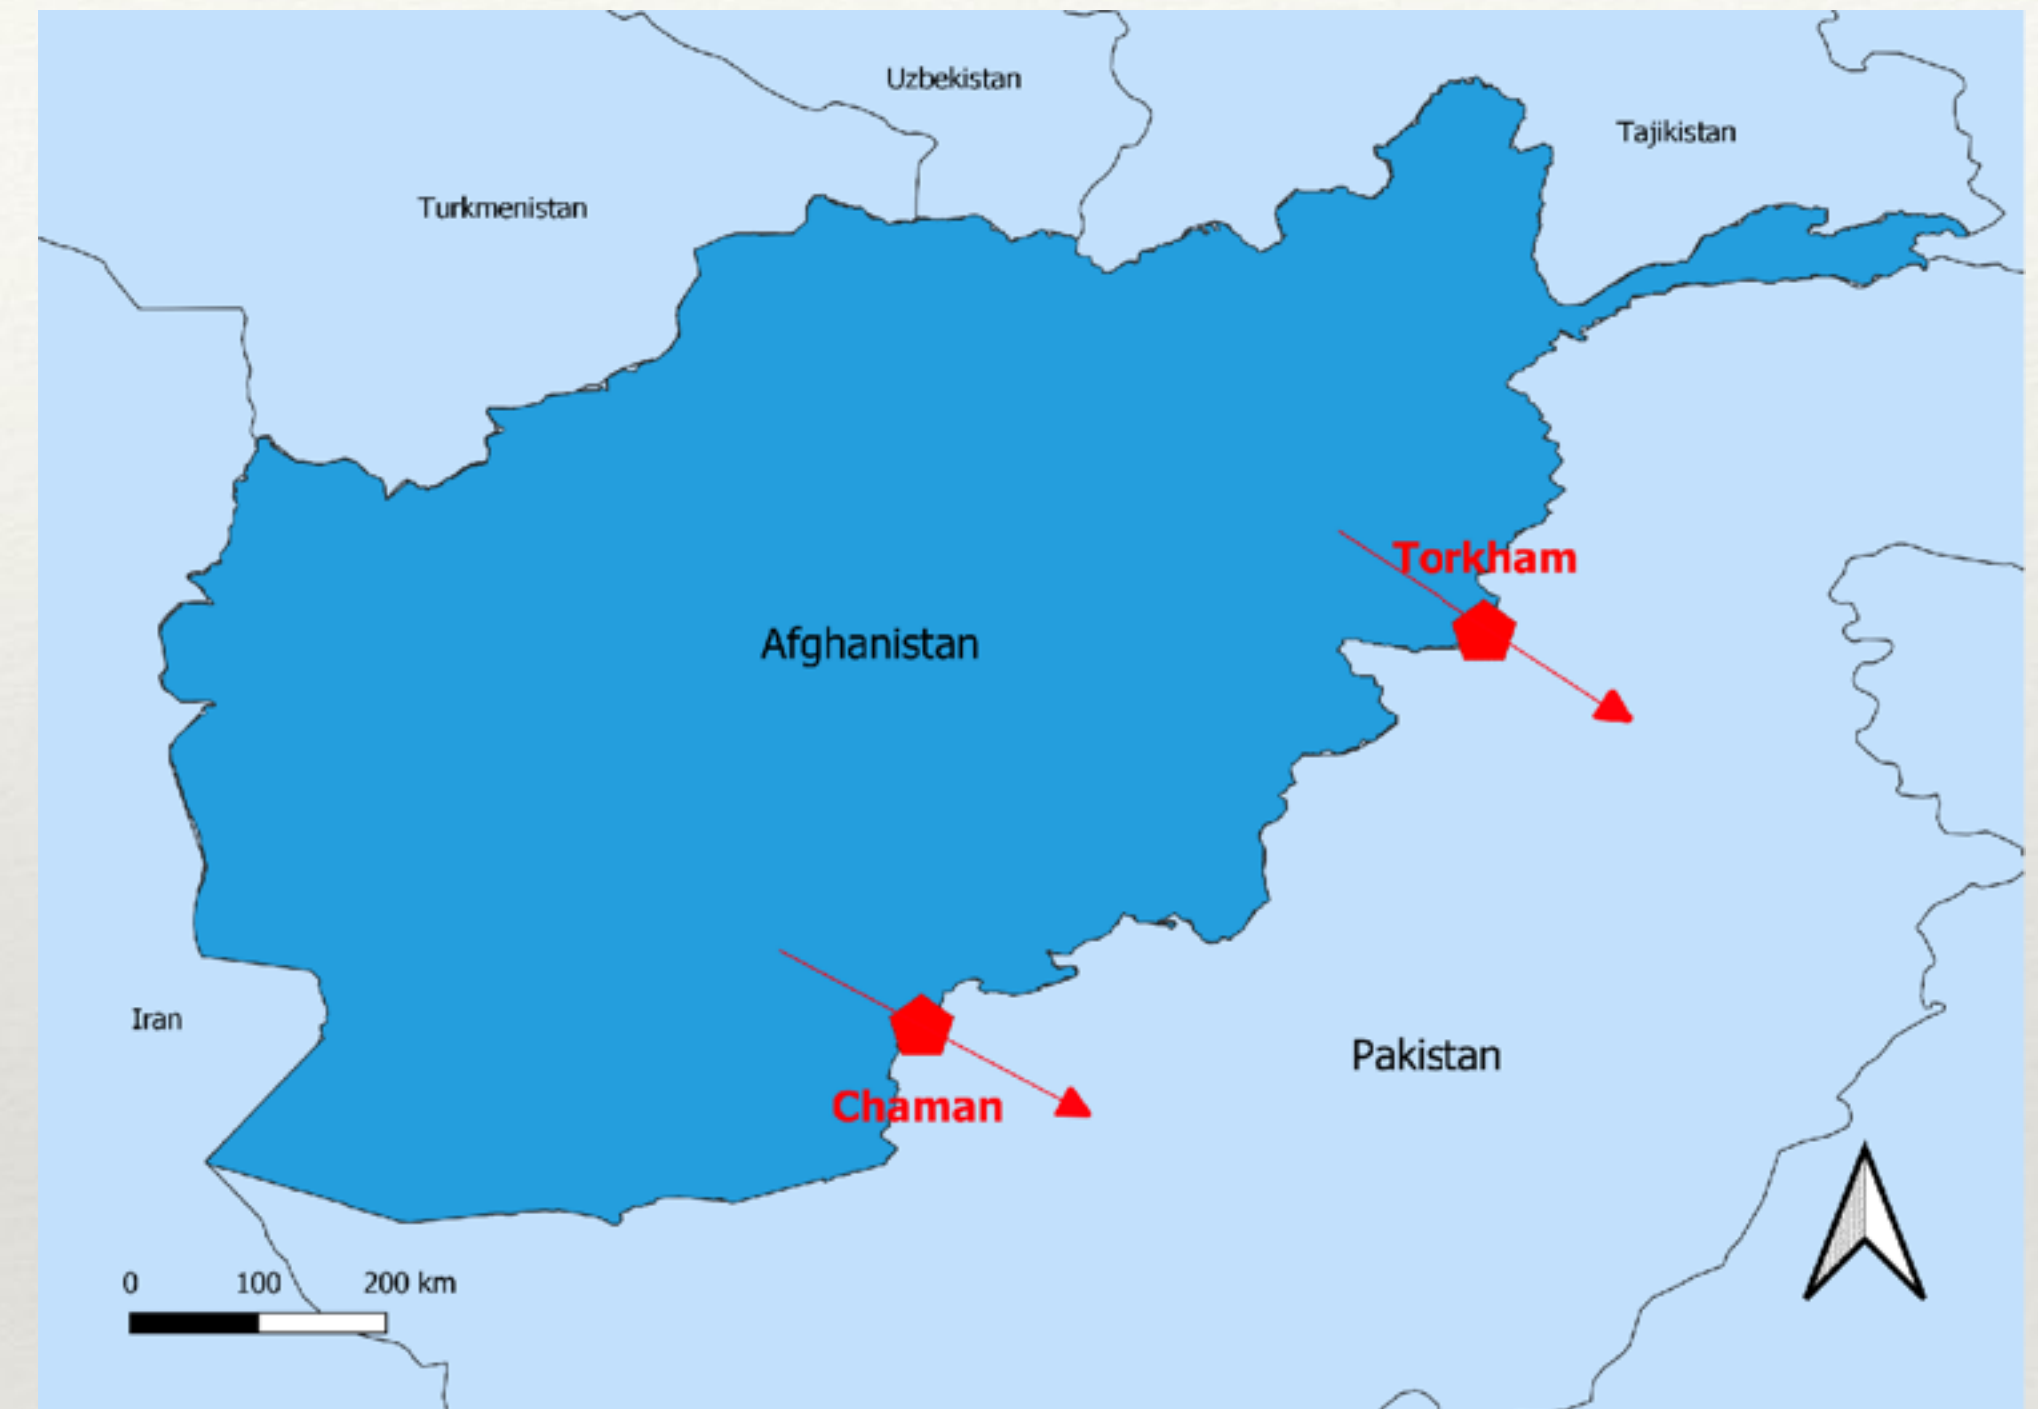 Uzbekistan
Tajikistan
Turkmenistan
Torkham
Afghanistan
Iran
Pakistan
Chaman
0 100 200 km